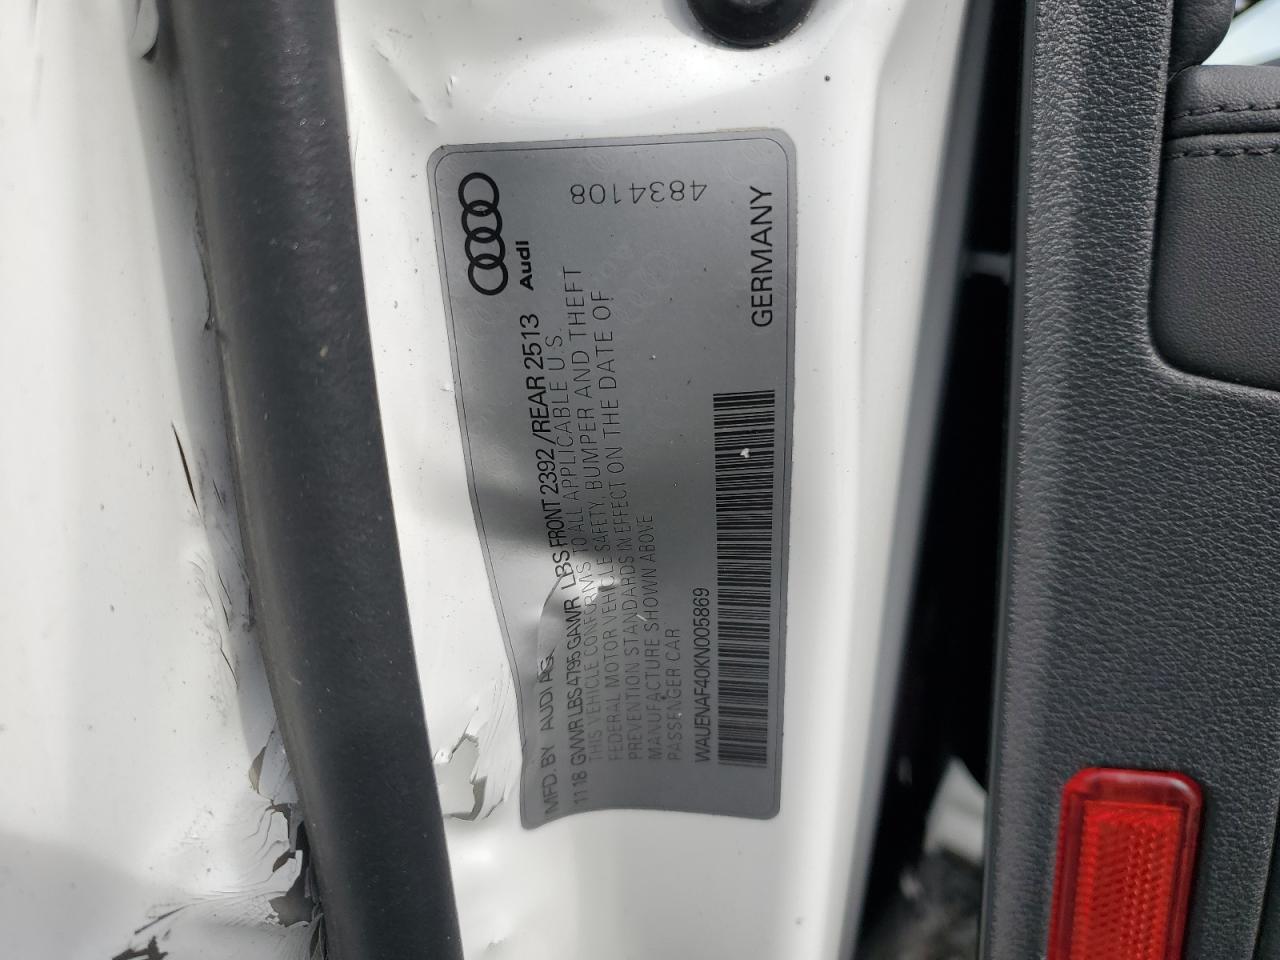 Audi
MFD. BY AUDI AG
11 18 GVWR LBS 4795 GAWR LBS FRONT 2392/REAR 2513
THIS VEHICLE CONFORMS TO ALL APPLICABLE U.S.
FEDERAL MOTOR VEHICLE SAFETY, BUMPER AND THEFT
PREVENTION STANDARDS IN EFFECT ON THE DATE OF
MANUFACTURE SHOWN ABOVE
PASSENGER CAR
WAUENAF40KN005869
GERMANY
4834108